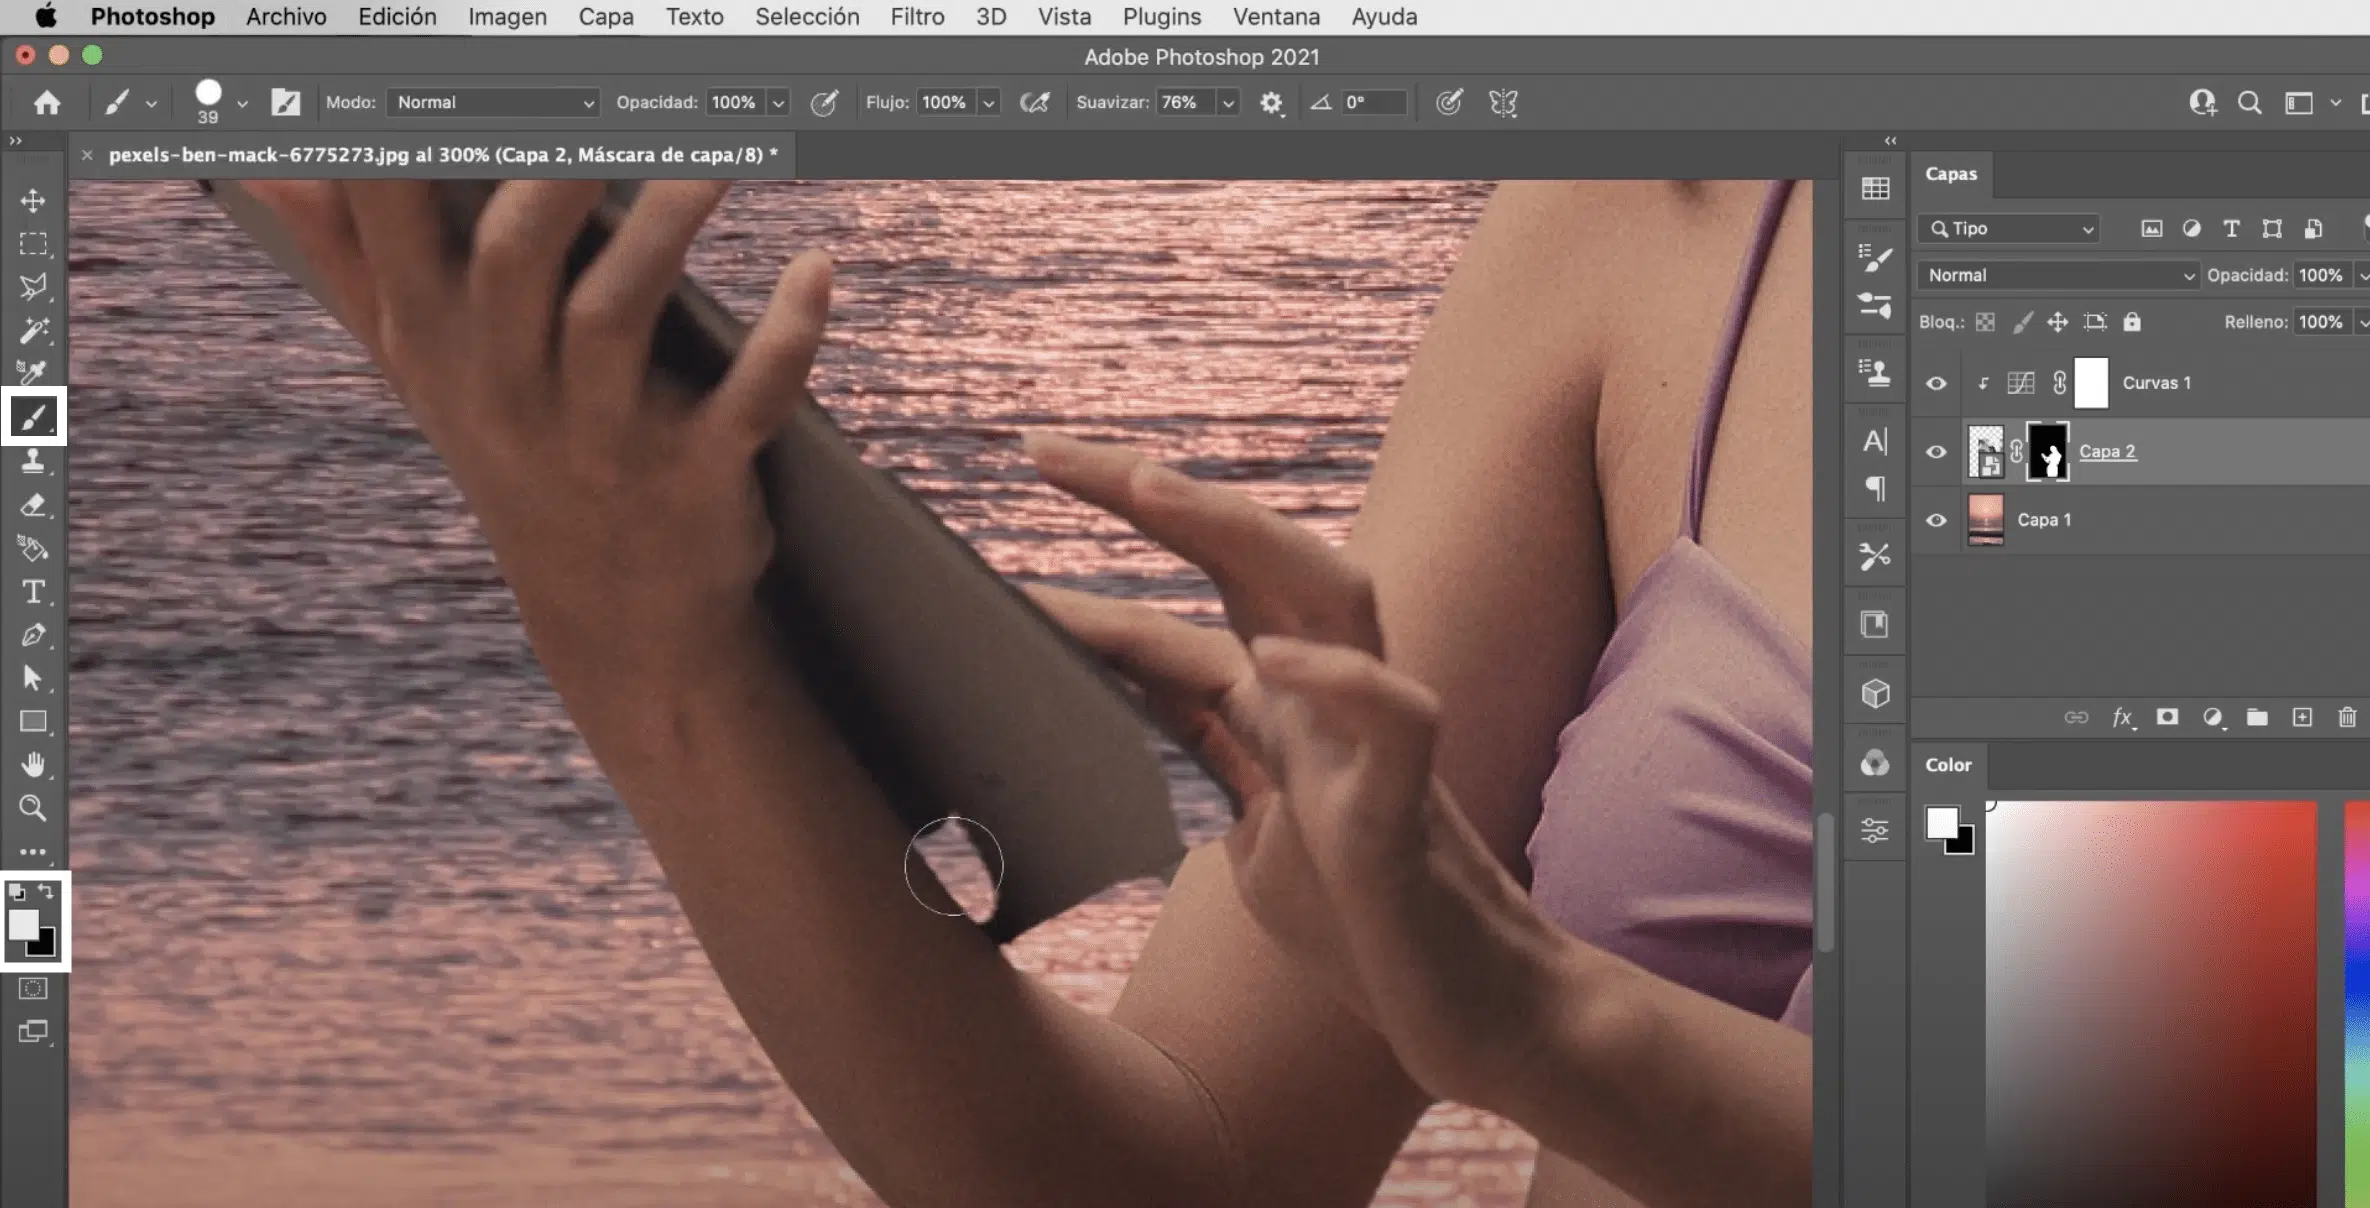 Photoshop Archivo Edición Imagen Capa Texto Selección Filtro 3D Vista Plugins Ventana Ayuda
Adobe Photoshop 2021
39 Modo: Normal Opacidad: 100% Flujo: 100% Suavizar: 76% 0°
pexels-ben-mack-6775273.jpg al 300% (Capa 2, Máscara de capa/8) *
Capas
Tipo
Normal Opacidad: 100%
Bloq.: Relleno: 100%
Curvas 1
Capa 2
Capa 1
fx
Color